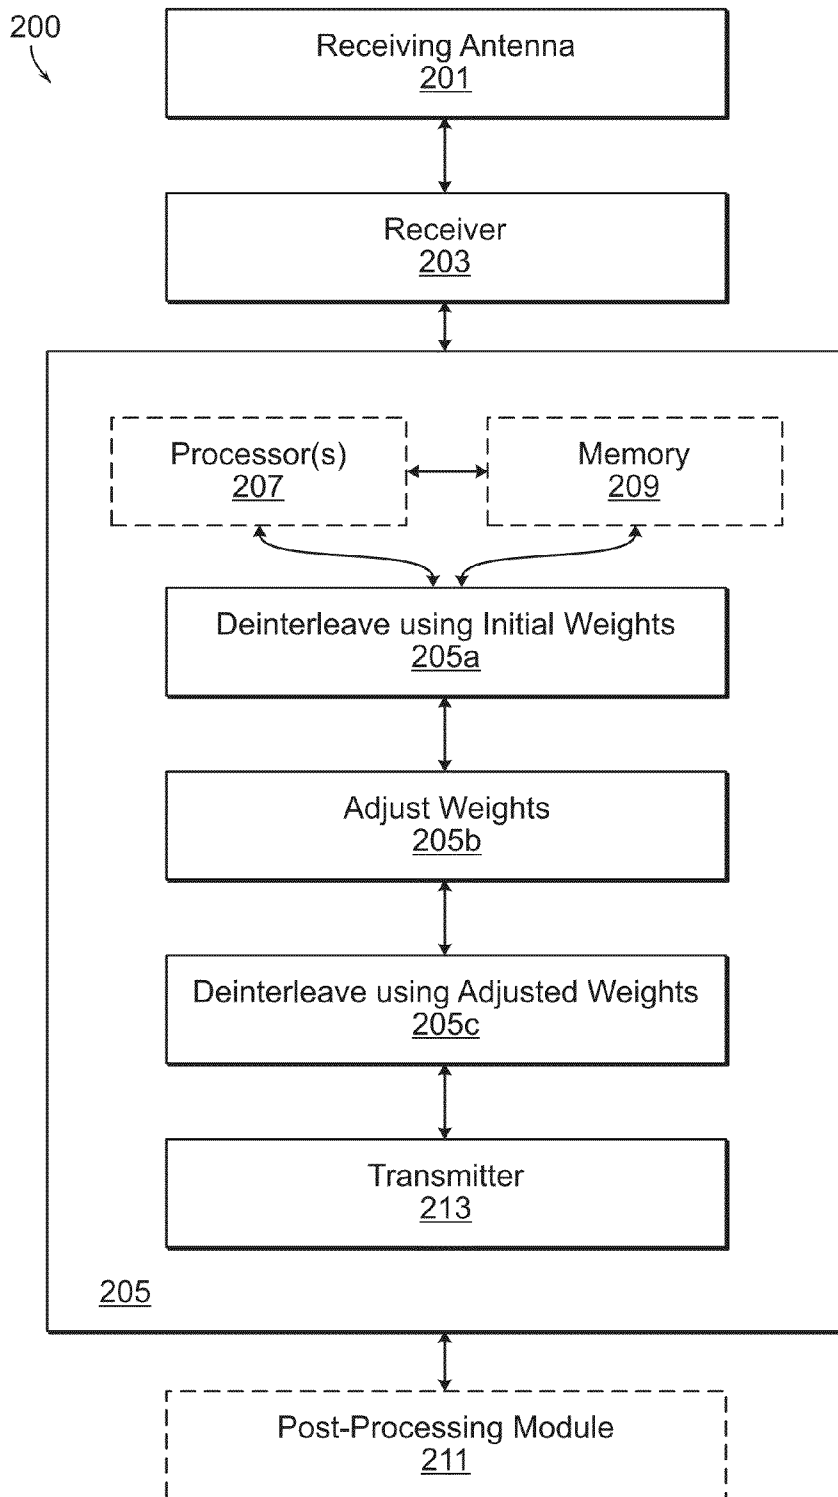 200
Receiving Antenna
201
Receiver
203
Processor(s)
207
Memory
209
Deinterleave using Initial Weights
205a
Adjust Weights
205b
Deinterleave using Adjusted Weights
205c
Transmitter
213
205
Post-Processing Module
211